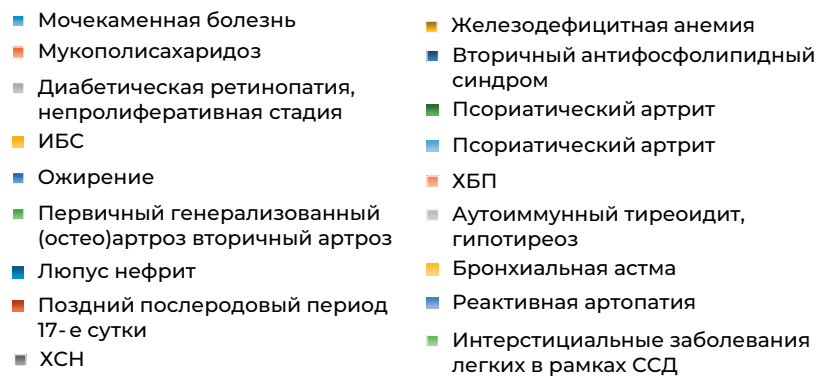 Мочекаменная болезнь
Мукополисахаридоз
Диабетическая ретинопатия,
непролиферативная стадия
ИБС
Ожирение
Первичный генерализованный
(остео)артроз вторичный артроз
Люпус нефрит
Поздний послеродовый период
17- е сутки
ХСН
Железодефицитная анемия
Вторичный антифосфолипидный
синдром
Псориатический артрит
Псориатический артрит
ХБП
Аутоиммунный тиреоидит,
гипотиреоз
Бронхиальная астма
Реактивная артопатия
Интерстициальные заболевания
легких в рамках ССД